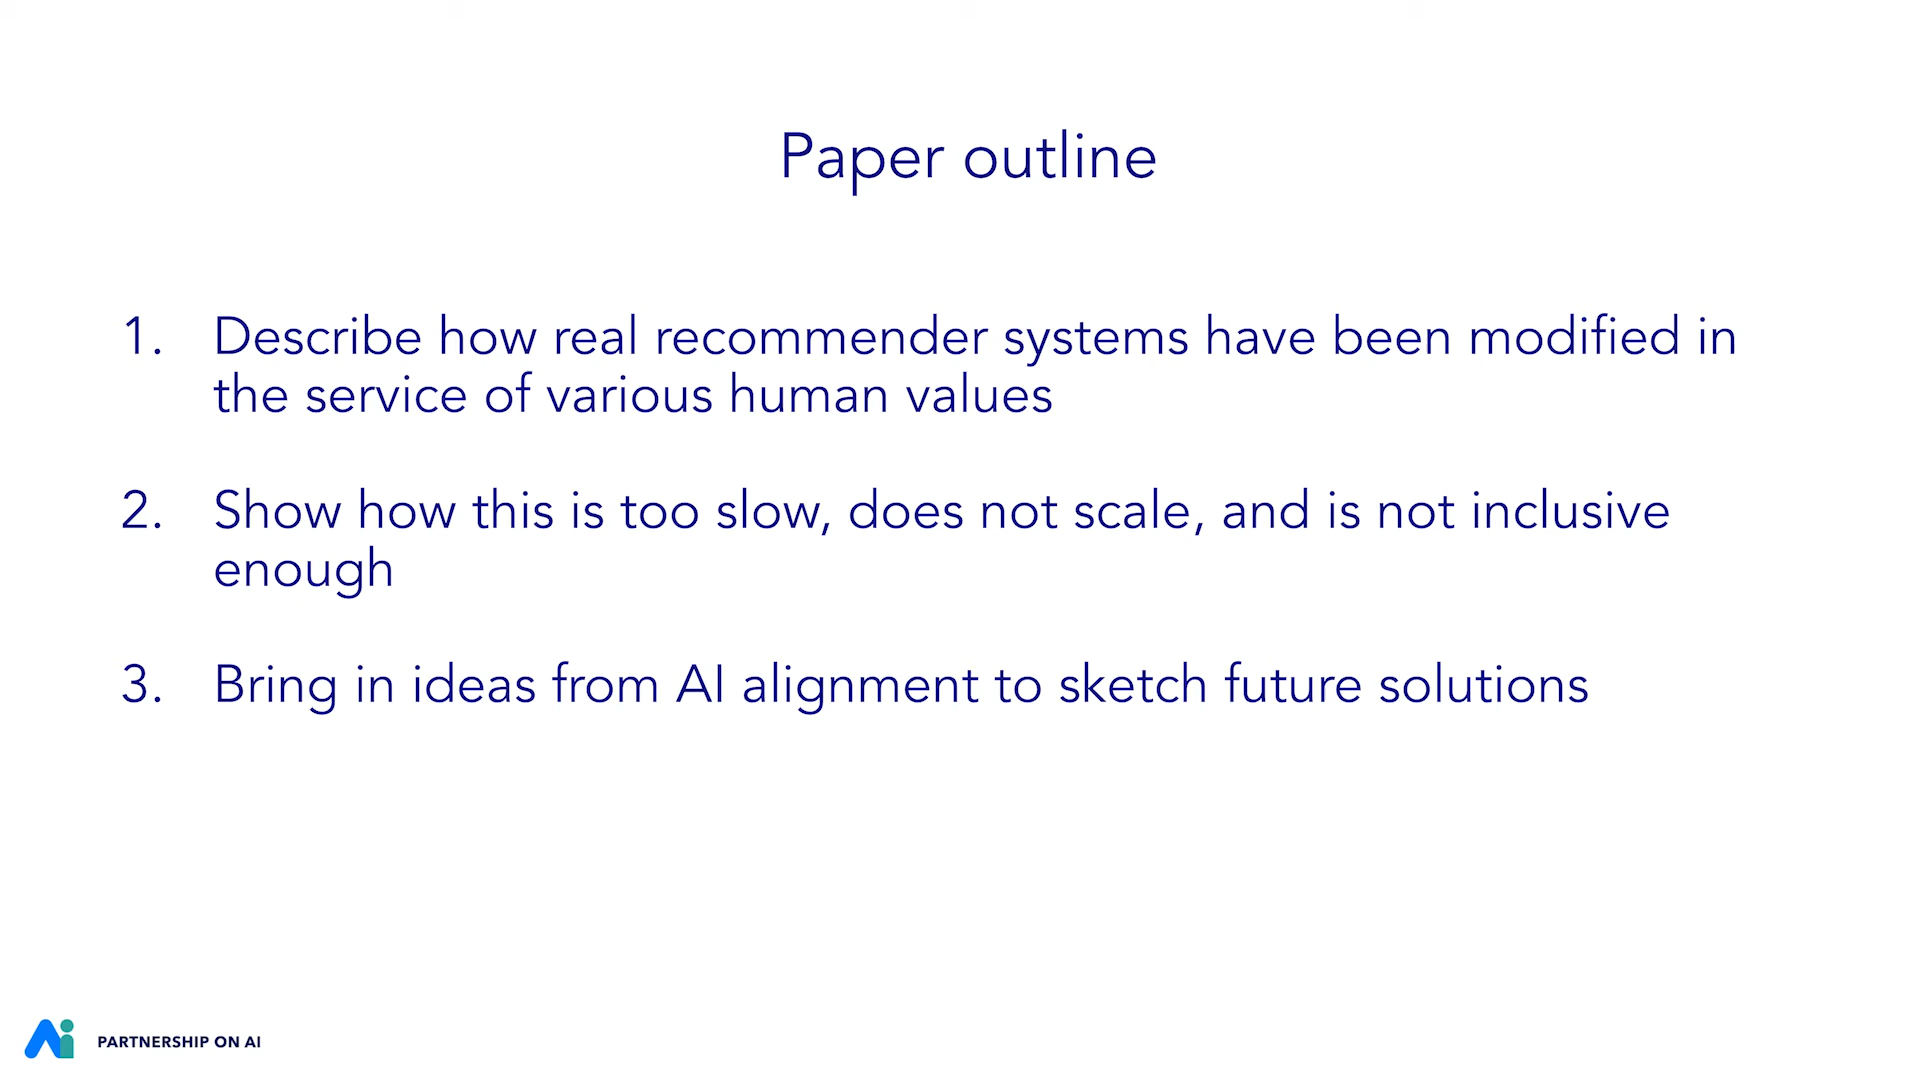 Paper outline
1. Describe how real recommender systems have been modified in
the service of various human values
2. Show how this is too slow, does not scale, and is not inclusive
enough
3. Bring in ideas from AI alignment to sketch future solutions
Ai PARTNERSHIP ON AI